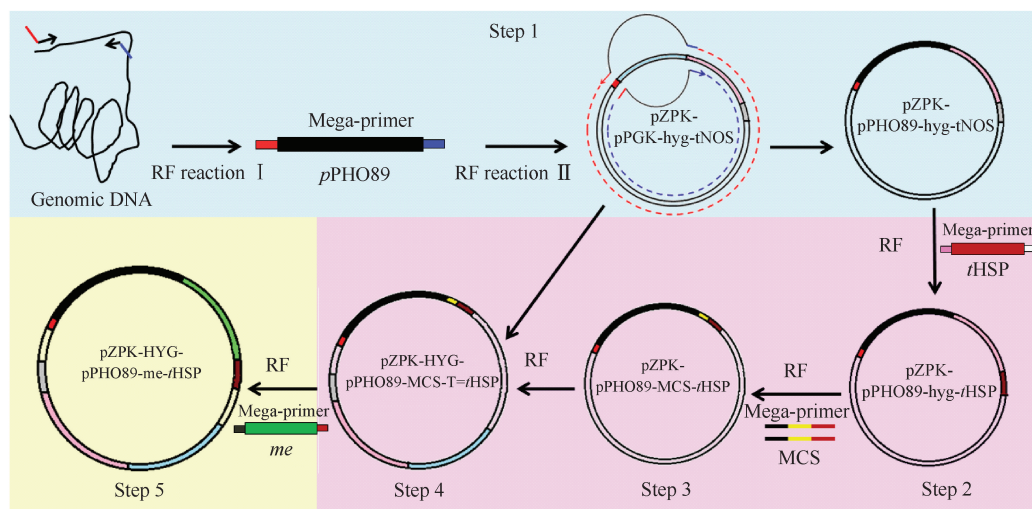 Step 1
Genomic DNA
RF reaction I
Mega-primer
pPHO89
RF reaction II
pZPK-
pPGK-hyg-tNOS
pZPK-
pPHO89-hyg-tNOS
RF
Mega-primer
tHSP
pZPK-
pPHO89-hyg-tHSP
Step 2
RF
Mega-primer
MCS
pZPK-
pPHO89-MCS-tHSP
Step 3
RF
pZPK-HYG-
pPHO89-MCS-T=tHSP
Step 4
RF
Mega-primer
me
pZPK-HYG-
pPHO89-me-tHSP
Step 5